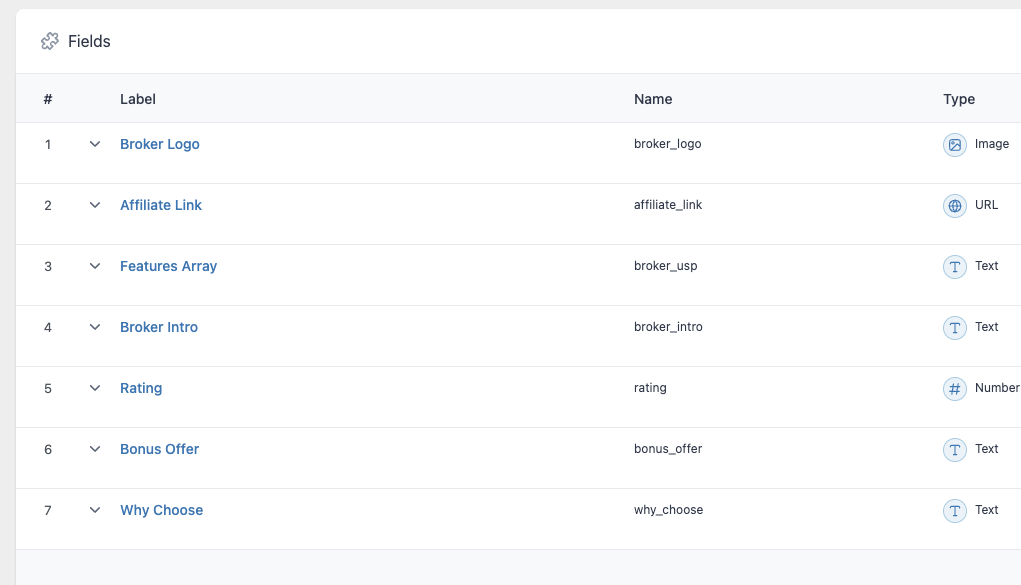 Fields
# Label Name Type
1 Broker Logo broker_logo Image
2 Affiliate Link affiliate_link URL
3 Features Array broker_usp Text
4 Broker Intro broker_intro Text
5 Rating rating Number
6 Bonus Offer bonus_offer Text
7 Why Choose why_choose Text